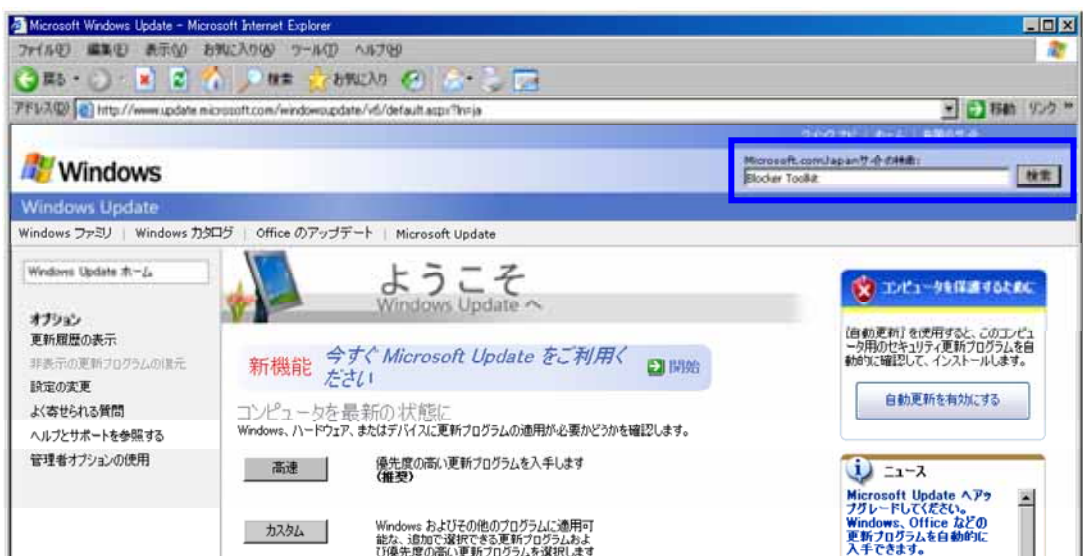 Microsoft Windows Update - Microsoft Internet Explorer
ファイル(F) 編集(E) 表示(V) お気に入り(A) ツール(T) ヘルプ(H)
戻る 検索 お気に入り
アドレス(D) http://www.update.microsoft.com/windowsupdate/v6/default.aspx?ln=ja 移動 リンク »
Windows
Microsoft.com Japan サイトの検索:
Blocker Toolkit 検索
Windows Update
Windows ファミリ | Windows カタログ | Office のアップデート | Microsoft Update
Windows Update ホーム
オプション
更新履歴の表示
非表示の更新プログラムの復元
設定の変更
よく寄せられる質問
ヘルプとサポートを参照する
管理者オプションの使用
ようこそ
Windows Update へ
新機能 今すぐ Microsoft Update をご利用く
ださい 開始
コンピュータを最新の状態に
Windows、ハードウェア、またはデバイスに更新プログラムの適用が必要かどうかを確認します。
高速 優先度の高い更新プログラムを入手します
(推奨)
カスタム Windows およびその他のプログラムに適用可
能な、追加で選択できる更新プログラムおよ
び優先度の高い更新プログラムを選択します
コンピュータを保護するために
[自動更新] を使用すると、このコンピュ
ータ用のセキュリティ更新プログラムを自
動的に確認して、インストールします。
自動更新を有効にする
ニュース
Microsoft Update へアッ
プグレードしてください。
Windows、Office などの
更新プログラムを自動的に
入手できます。